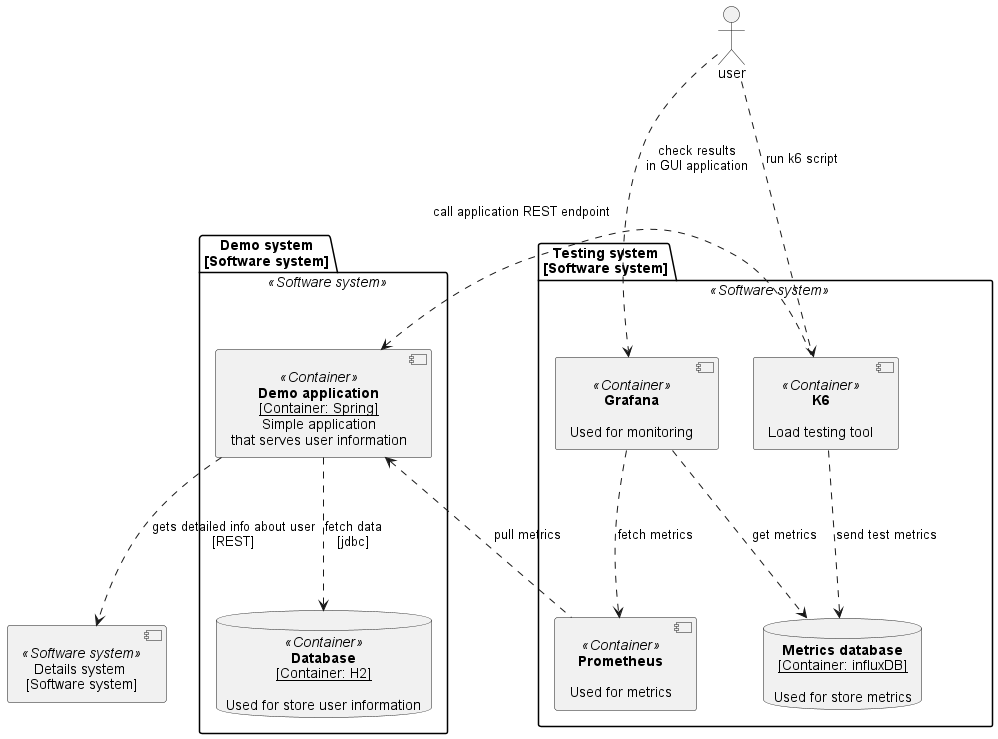 user
check results
in GUI application
run k6 script
call application REST endpoint
Demo system
[Software system]
«Software system»
Testing system
[Software system]
«Software system»
«Container»
Demo application
[Container: Spring]
Simple application
that serves user information
«Container»
Grafana
Used for monitoring
«Container»
K6
Load testing tool
gets detailed info about user
[REST]
fetch data
[jdbc]
pull metrics
fetch metrics
get metrics
send test metrics
«Software system»
Details system
[Software system]
«Container»
Database
[Container: H2]
Used for store user information
«Container»
Prometheus
Used for metrics
Metrics database
[Container: influxDB]
Used for store metrics